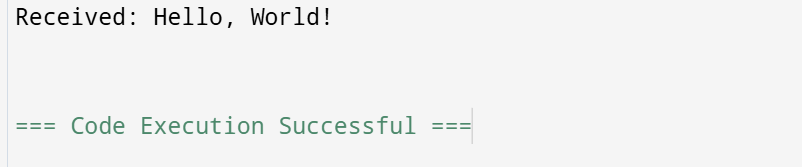 Received: Hello, World!
=== Code Execution Successful ===